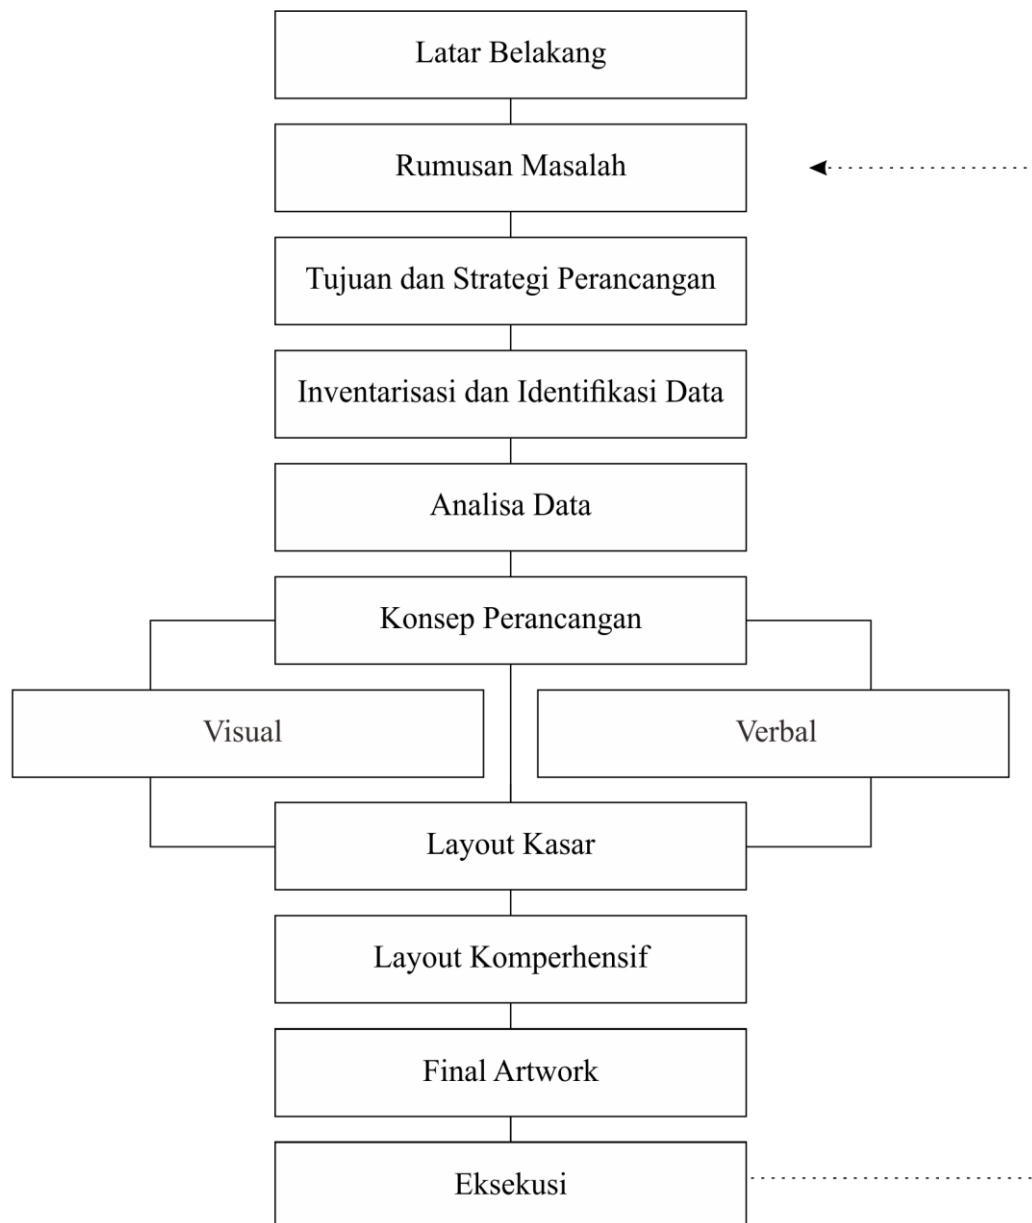 Latar Belakang
Rumusan Masalah
Tujuan dan Strategi Perancangan
Inventarisasi dan Identifikasi Data
Analisa Data
Konsep Perancangan
Visual
Verbal
Layout Kasar
Layout Komperhensif
Final Artwork
Eksekusi